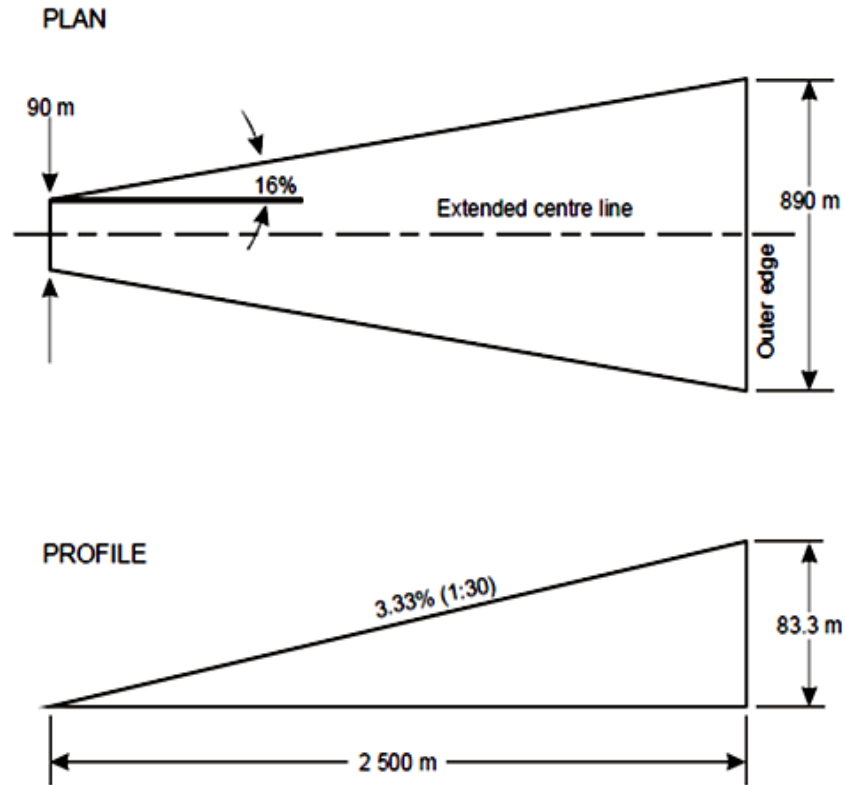 PLAN
90 m
16%
Extended centre line
890 m
Outer edge
PROFILE
3.33% (1:30)
83.3 m
2 500 m